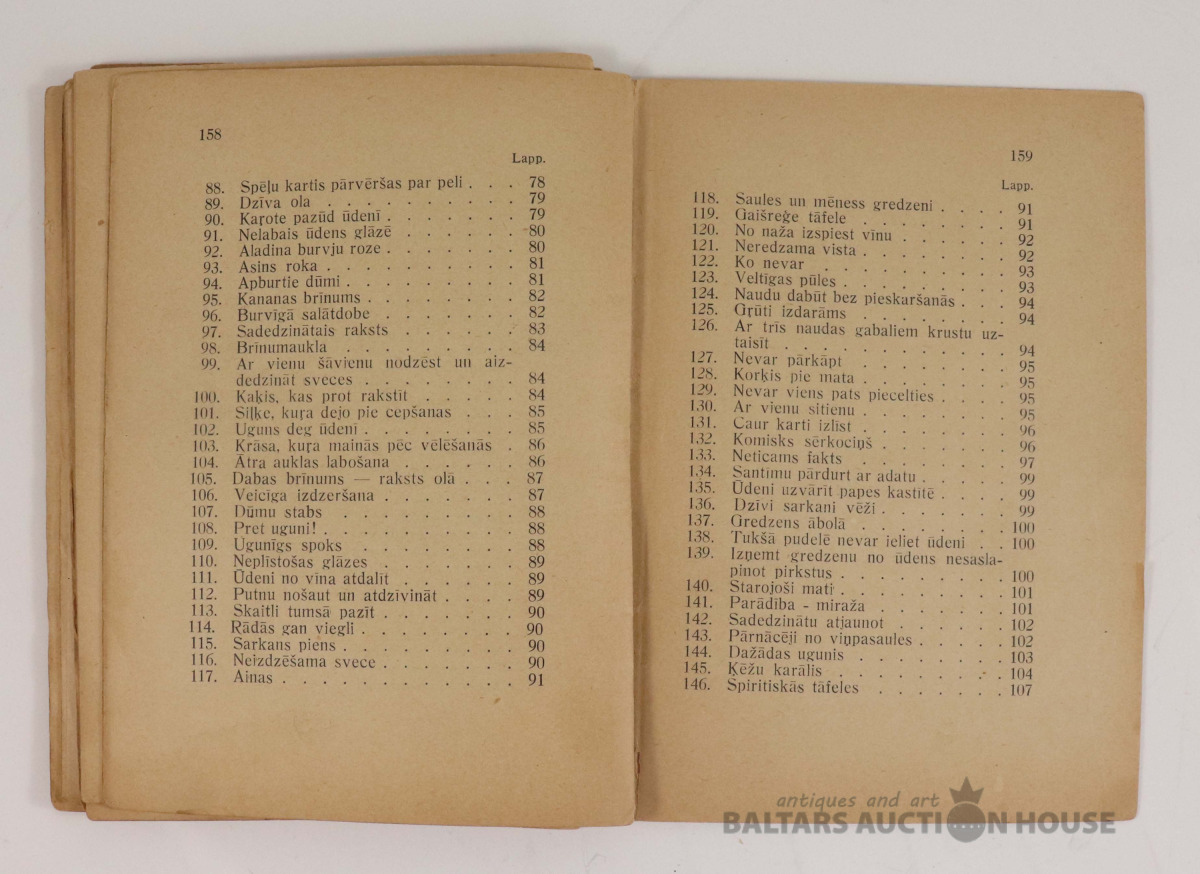 158
Lapp.
88. Spēļu kartis pārvēršas par peli . . . 78
89. Dzīva ola . . . . . . . . . . 79
90. Kaŗote pazūd ūdenī . . . . . . . 79
91. Nelabais ūdens glāzē . . . . . . 80
92. Aladina burvju roze . . . . . . . 80
93. Asins roka . . . . . . . . . . 81
94. Apburtie dūmi . . . . . . . . . 81
95. Kananas brīnums . . . . . . . . 82
96. Burvīgā salātdobe . . . . . . . 82
97. Sadedzinātais raksts . . . . . . 83
98. Brīnumaukla . . . . . . . . . 84
99. Ar vienu šāvienu nodzēst un aiz-
dedzināt sveces . . . . . . . . 84
100. Kaķis, kas prot rakstīt . . . . . 84
101. Siļķe, kuŗa dejo pie cepšanas . . . 85
102. Uguns deg ūdenī . . . . . . . . 85
103. Krāsa, kuŗa mainās pēc vēlēšanās . 86
104. Ātra auklas labošana . . . . . . 86
105. Dabas brīnums — raksts olā . . . 87
106. Veicīga izdzeršana . . . . . . . 87
107. Dūmu stabs . . . . . . . . . . 88
108. Pret uguni! . . . . . . . . . . 88
109. Ugunīgs spoks . . . . . . . . 88
110. Neplīstošas glāzes . . . . . . . 89
111. Ūdeni no vīna atdalīt . . . . . . 89
112. Putnu nošaut un atdzīvināt . . . . 89
113. Skaitli tumsā pazīt . . . . . . . 90
114. Rādās gan viegli . . . . . . . . 90
115. Sarkans piens . . . . . . . . . 90
116. Neizdzēšama svece . . . . . . . 90
117. Ainas . . . . . . . . . . . . 91
159
Lapp.
118. Saules un mēness gredzeni . . . . 91
119. Gaišreģe tāfele . . . . . . . 91
120. No naža izspiest vīnu . . . . . . 92
121. Neredzama vista . . . . . . . . 92
122. Ko nevar . . . . . . . . . . 93
123. Veltīgas pūles . . . . . . . . . 93
124. Naudu dabūt bez pieskaršanās . . . 94
125. Grūti izdarāms . . . . . . . . 94
126. Ar trīs naudas gabaliem krustu uz-
taisīt . . . . . . . . . . . . 94
127. Nevar pārkāpt . . . . . . . . 95
128. Korķis pie mata . . . . . . . . 95
129. Nevar viens pats piecelties . . . . 95
130. Ar vienu sitienu . . . . . . . . 95
131. Caur karti izlīst . . . . . . . . 96
132. Komisks sērkociņš . . . . . . . 96
133. Neticams fakts . . . . . . . . 97
134. Santimu pārdurt ar adatu . . . . . 99
135. Ūdeni uzvārīt papes kastītē . . . . 99
136. Dzīvi sarkani vēži . . . . . . . 99
137. Gredzens ābolā . . . . . . . . 100
138. Tukšā pudelē nevar ieliet ūdeni . . 100
139. Izņemt gredzenu no ūdens nesasla-
pinot pirkstus . . . . . . . . . 100
140. Starojoši mati . . . . . . . . . 101
141. Parādība - miraža . . . . . . . 101
142. Sadedzinātu atjaunot . . . . . . 102
143. Pārnācēji no viņpasaules . . . . . 102
144. Dažādas ugunis . . . . . . . . 103
145. Ķēžu karālis . . . . . . . . . 104
146. Spiritiskās tāfeles . . . . . . . 107
antiques and art
BALTARS AUCTION HOUSE